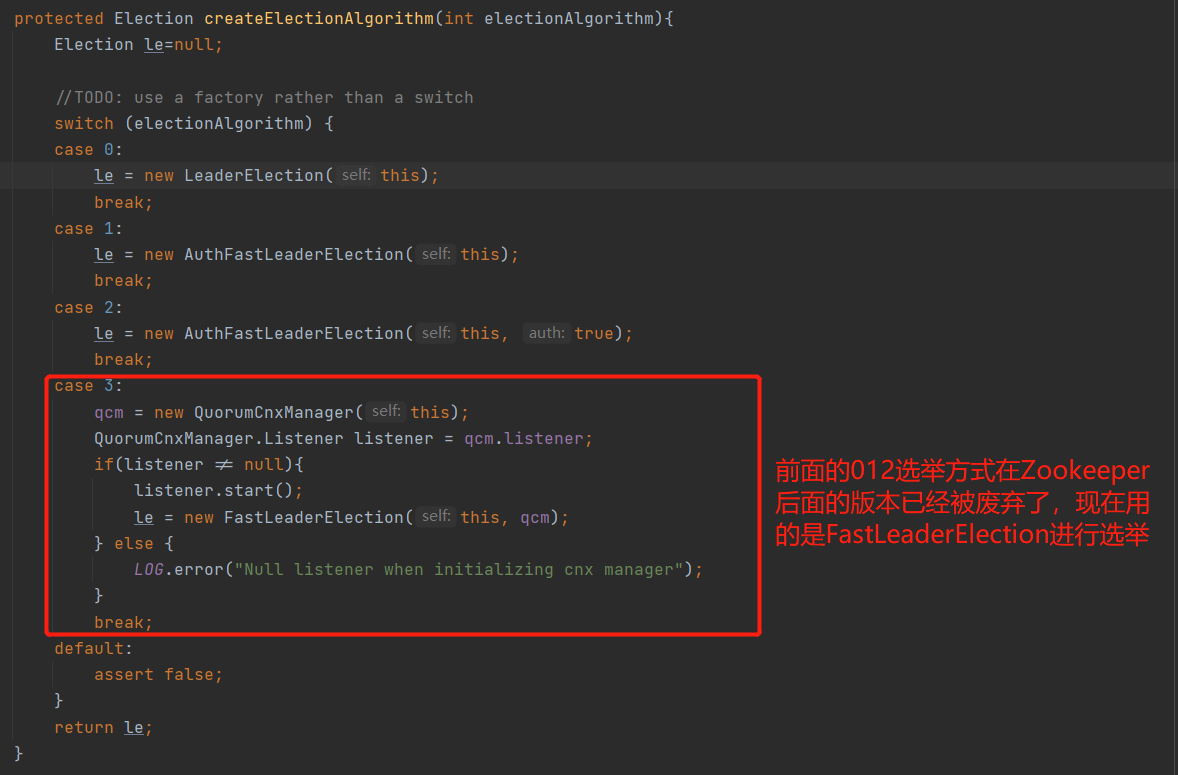 protected Election createElectionAlgorithm(int electionAlgorithm){
    Election le=null;

    //TODO: use a factory rather than a switch
    switch (electionAlgorithm) {
    case 0:
        le = new LeaderElection( self: this);
        break;
    case 1:
        le = new AuthFastLeaderElection( self: this);
        break;
    case 2:
        le = new AuthFastLeaderElection( self: this, auth: true);
        break;
    case 3:
        qcm = new QuorumCnxManager( self: this);
        QuorumCnxManager.Listener listener = qcm.listener;
        if(listener ≠ null){
            listener.start();
            le = new FastLeaderElection( self: this, qcm);
        } else {
            LOG.error("Null listener when initializing cnx manager");
        }
        break;
    default:
        assert false;
    }
    return le;
}
前面的012选举方式在Zookeeper
后面的版本已经被废弃了，现在用
的是FastLeaderElection进行选举